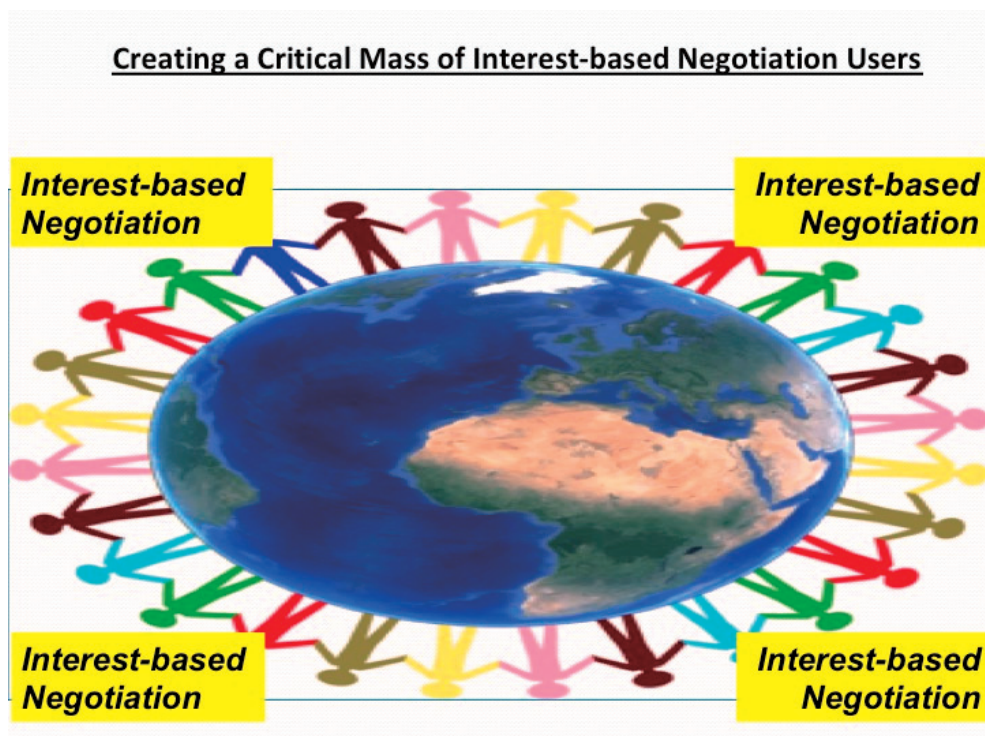 Creating a Critical Mass of Interest-based Negotiation Users
Interest-based
Negotiation
Interest-based
Negotiation
Interest-based
Negotiation
Interest-based
Negotiation